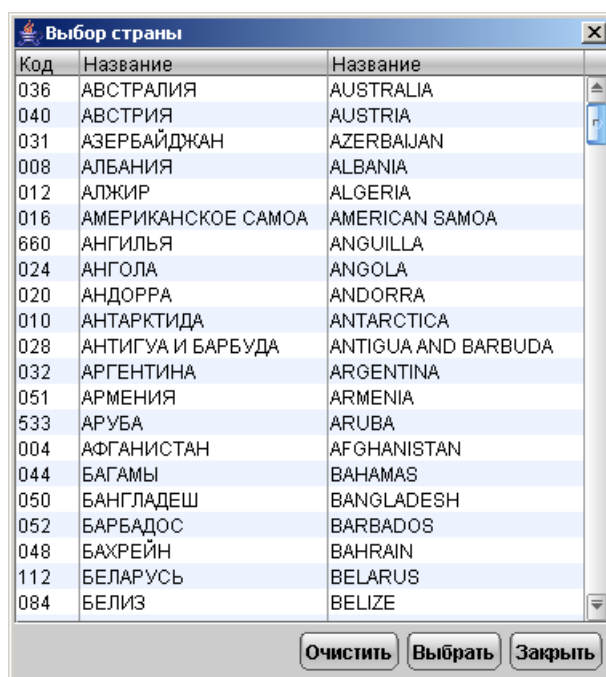 Выбор страны
Код Название Название
036 АВСТРАЛИЯ AUSTRALIA
040 АВСТРИЯ AUSTRIA
031 АЗЕРБАЙДЖАН AZERBAIJAN
008 АЛБАНИЯ ALBANIA
012 АЛЖИР ALGERIA
016 АМЕРИКАНСКОЕ САМОА AMERICAN SAMOA
660 АНГИЛЬЯ ANGUILLA
024 АНГОЛА ANGOLA
020 АНДОРРА ANDORRA
010 АНТАРКТИДА ANTARCTICA
028 АНТИГУА И БАРБУДА ANTIGUA AND BARBUDA
032 АРГЕНТИНА ARGENTINA
051 АРМЕНИЯ ARMENIA
533 АРУБА ARUBA
004 АФГАНИСТАН AFGHANISTAN
044 БАГАМЫ BAHAMAS
050 БАНГЛАДЕШ BANGLADESH
052 БАРБАДОС BARBADOS
048 БАХРЕЙН BAHRAIN
112 БЕЛАРУСЬ BELARUS
084 БЕЛИЗ BELIZE
Очистить Выбрать Закрыть